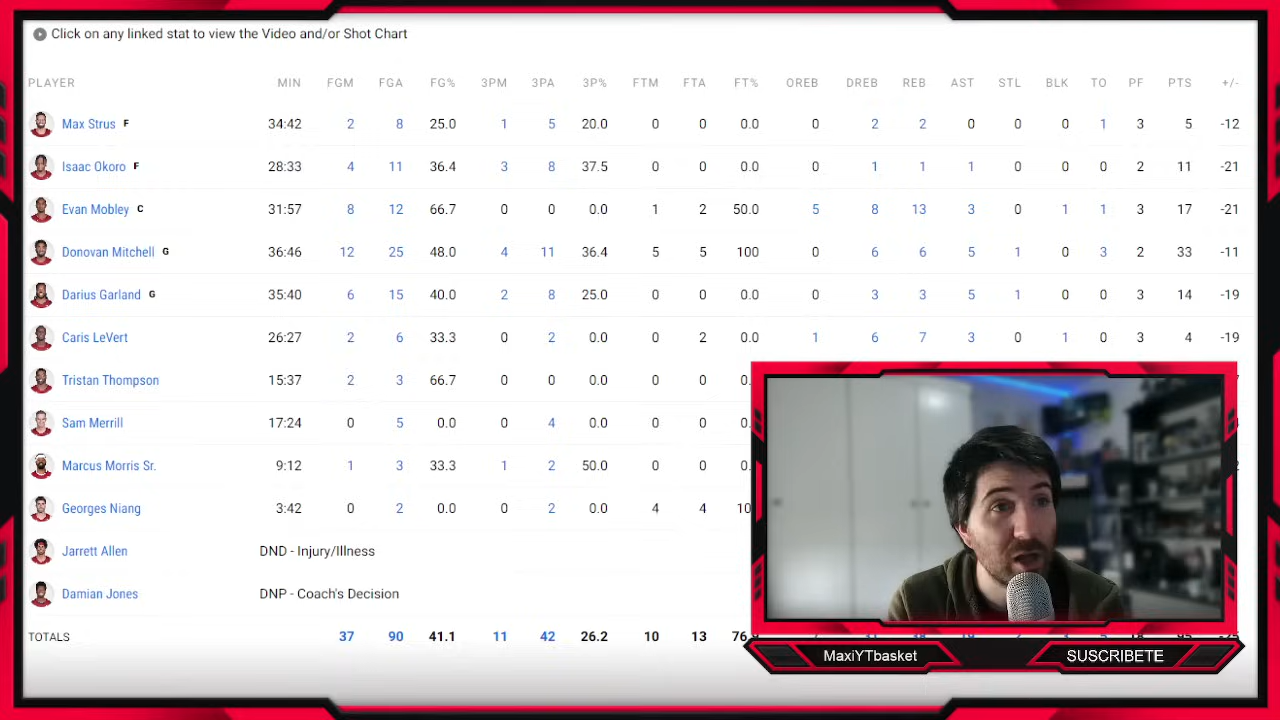 Click on any linked stat to view the Video and/or Shot Chart
PLAYER MIN FGM FGA FG% 3PM 3PA 3P% FTM FTA FT% OREB DREB REB AST STL BLK TO PF PTS +/-
Max Strus F 34:42 2 8 25.0 1 5 20.0 0 0 0.0 0 2 2 0 0 0 1 3 5 -12
Isaac Okoro F 28:33 4 11 36.4 3 8 37.5 0 0 0.0 0 1 1 1 0 0 0 2 11 -21
Evan Mobley C 31:57 8 12 66.7 0 0 0.0 1 2 50.0 5 8 13 3 0 1 1 3 17 -21
Donovan Mitchell G 36:46 12 25 48.0 4 11 36.4 5 5 100 0 6 6 5 1 0 3 2 33 -11
Darius Garland G 35:40 6 15 40.0 2 8 25.0 0 0 0.0 0 3 3 5 1 0 0 3 14 -19
Caris LeVert 26:27 2 6 33.3 0 2 0.0 0 2 0.0 1 6 7 3 0 1 0 3 4 -19
Tristan Thompson 15:37 2 3 66.7 0 0 0.0 0 0
Sam Merrill 17:24 0 5 0.0 0 4 0.0 0 0
Marcus Morris Sr. 9:12 1 3 33.3 1 2 50.0 0 0
Georges Niang 3:42 0 2 0.0 0 2 0.0 4 4
Jarrett Allen DND - Injury/Illness
Damian Jones DNP - Coach's Decision
TOTALS 37 90 41.1 11 42 26.2 10 13
MaxiYTbasket
SUSCRIBETE